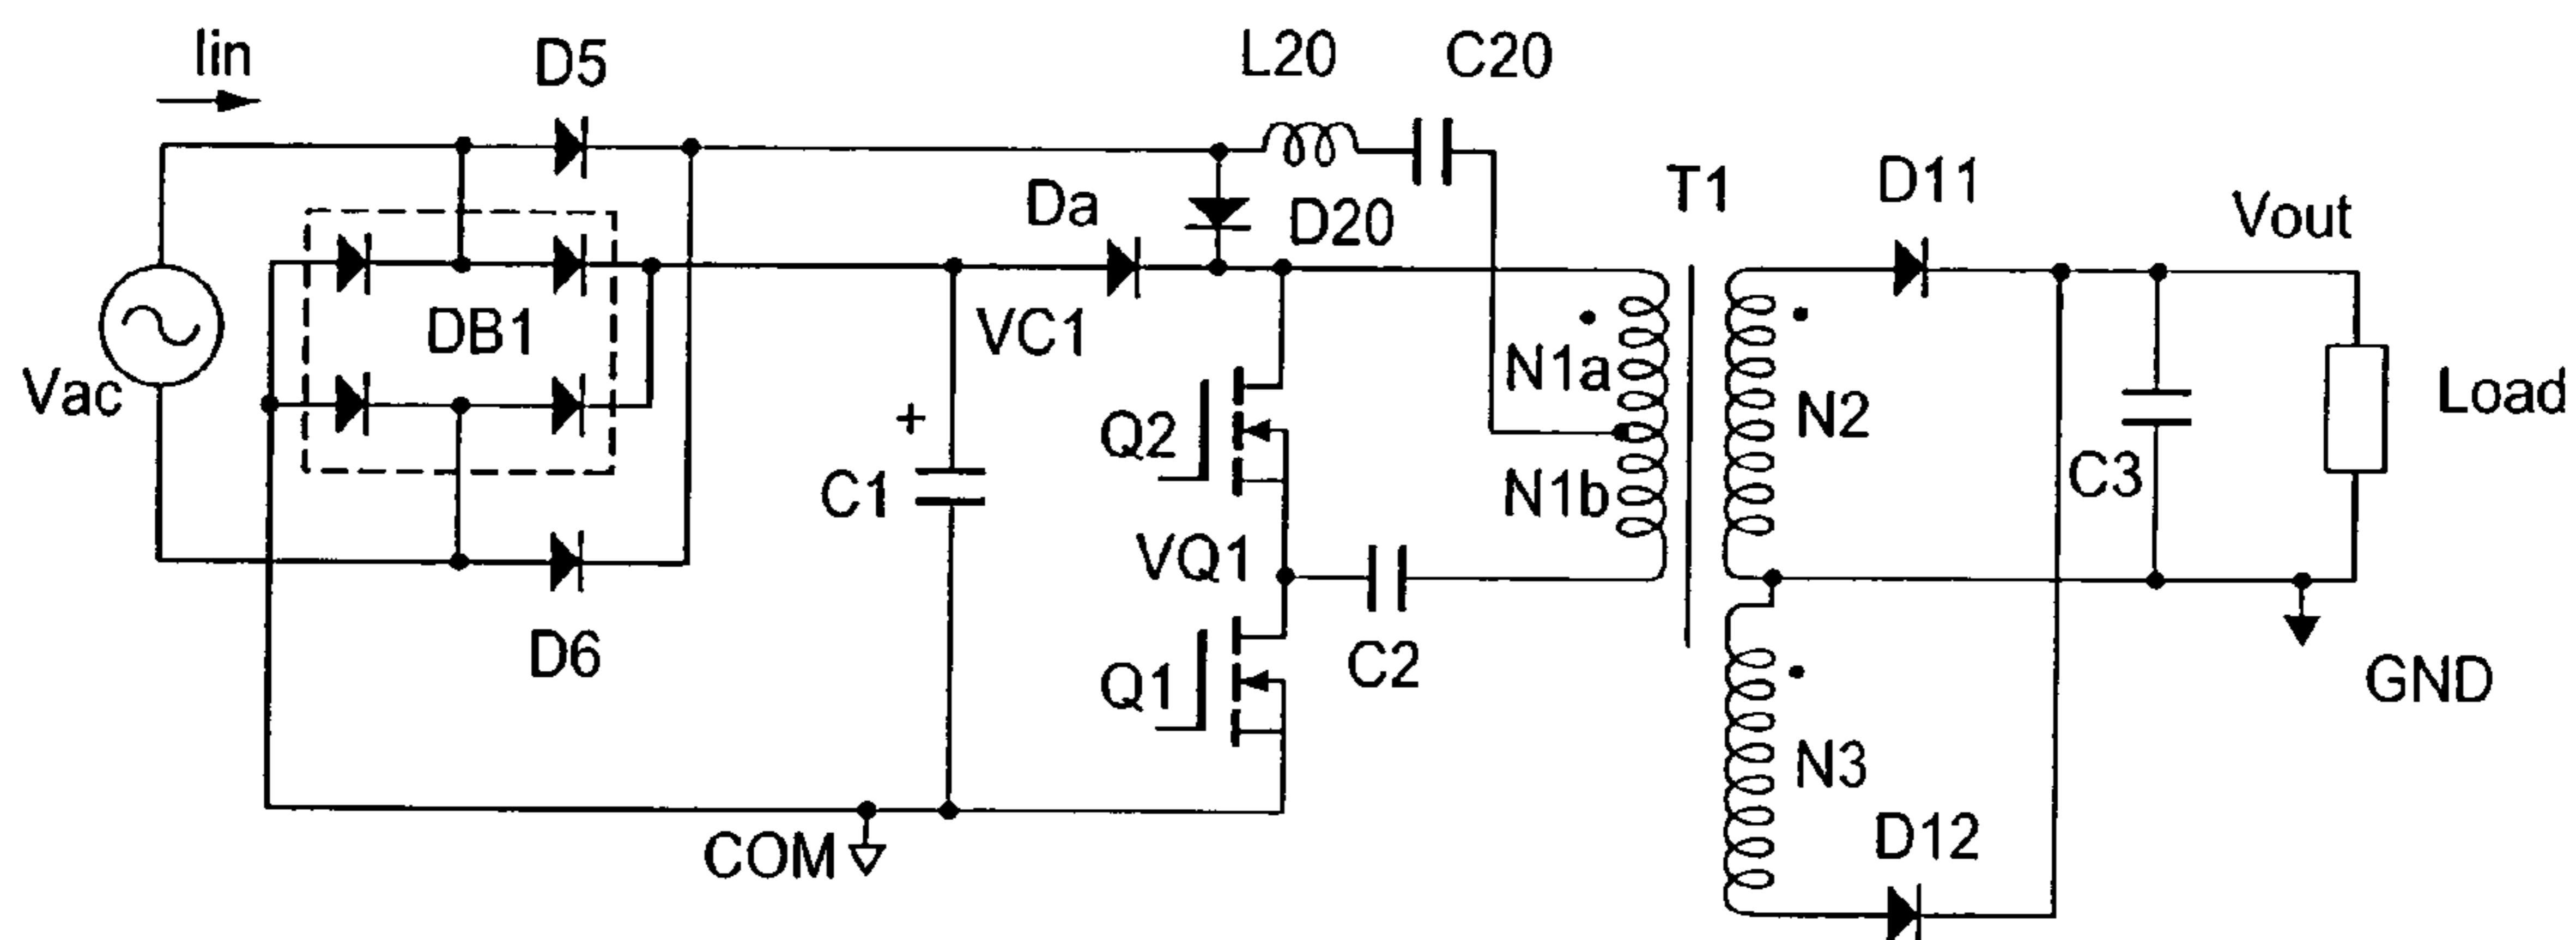 Iin
D5
L20
C20
Da
D20
T1
D11
Vout
DB1
VC1
N1a
Vac
+
Q2
N2
Load
C1
N1b
C3
VQ1
D6
Q1
C2
GND
N3
COM
D12